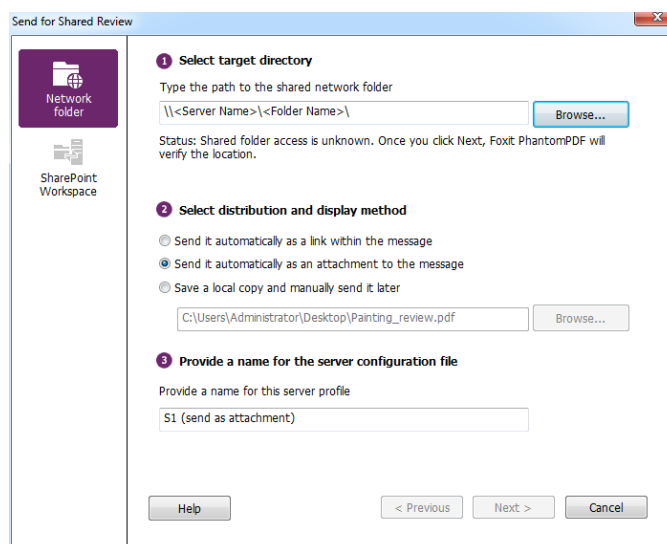 Send for Shared Review
Network
folder
SharePoint
Workspace
1 Select target directory
Type the path to the shared network folder
\\<Server Name>\<Folder Name>\
Browse...
Status: Shared folder access is unknown. Once you click Next, Foxit PhantomPDF will
verify the location.
2 Select distribution and display method
Send it automatically as a link within the message
Send it automatically as an attachment to the message
Save a local copy and manually send it later
C:\Users\Administrator\Desktop\Painting_review.pdf
Browse...
3 Provide a name for the server configuration file
Provide a name for this server profile
S1 (send as attachment)
Help
< Previous
Next >
Cancel